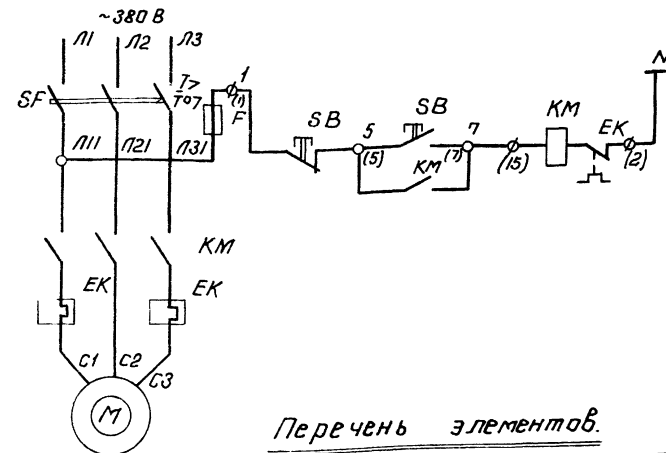 ~380 В
Л1 Л2 Л3
SF
I>
T°>
1
(1)
F
N
SB
SB
KM
EK
Л11 Л21 Л31
5
(5)
7
(7)
(15)
(2)
KM
KM
EK
EK
C1 C2 C3
M
Перечень элементов.